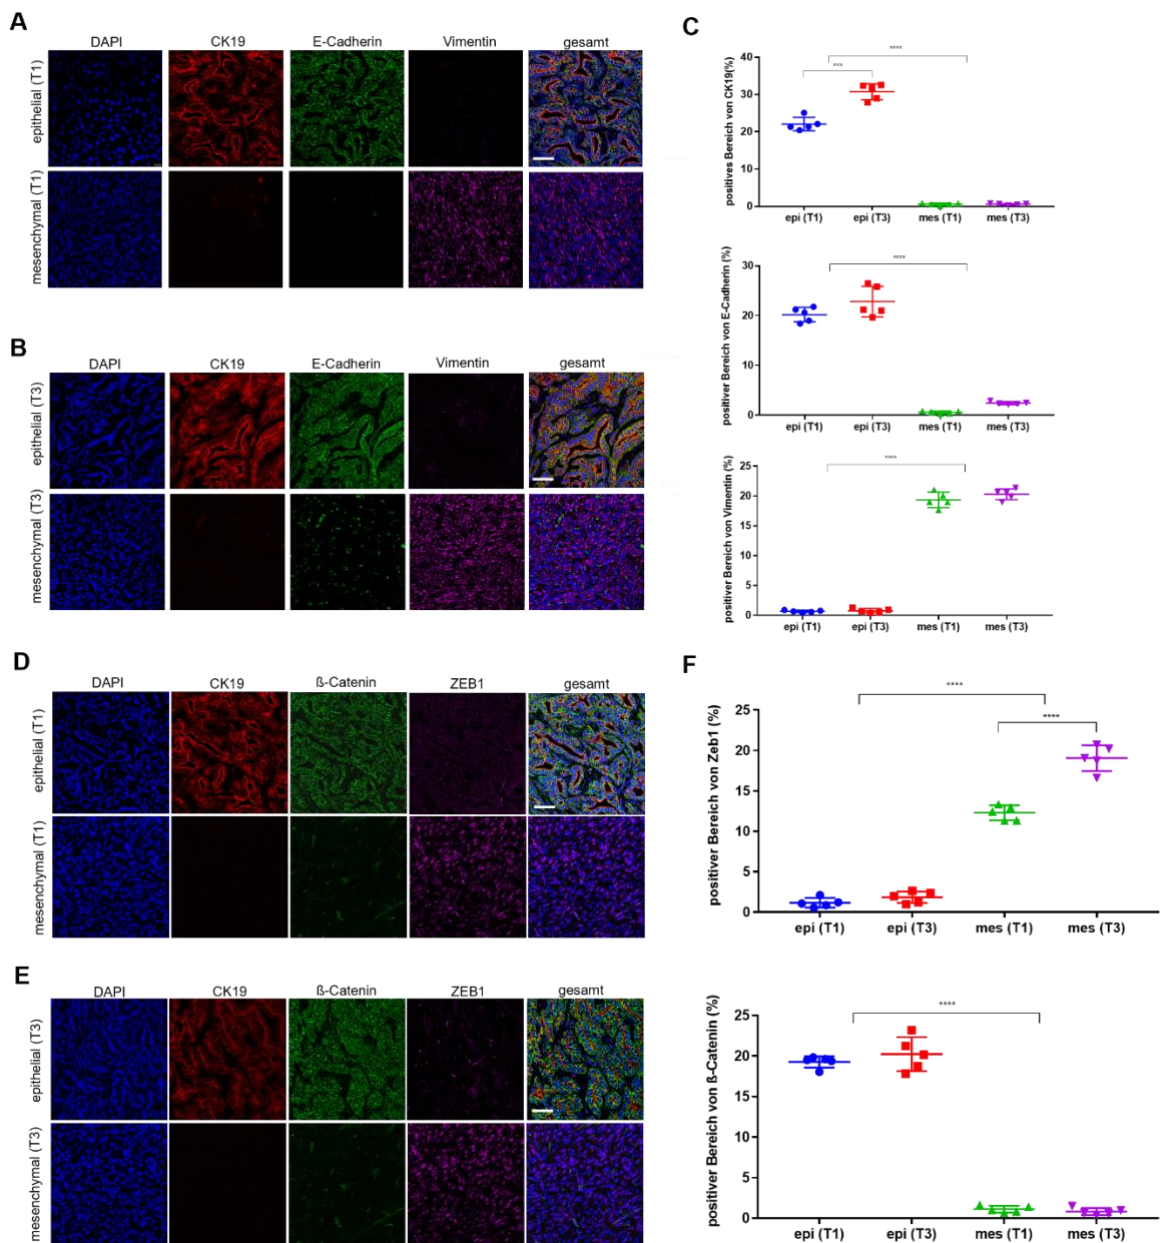 A
DAPI CK19 E-Cadherin Vimentin gesamt
epithelial (T1)
mesenchymal (T1)
B
DAPI CK19 E-Cadherin Vimentin gesamt
epithelial (T3)
mesenchymal (T3)
C
positives Bereich von CK19(%)
40
30
20
10
0
*** ****
epi (T1) epi (T3) mes (T1) mes (T3)
positiver Bereich von E-Cadherin (%)
30
20
10
0
****
epi (T1) epi (T3) mes (T1) mes (T3)
positiver Bereich von Vimentin (%)
25
20
15
10
5
0
****
epi (T1) epi (T3) mes (T1) mes (T3)
D
DAPI CK19 ß-Catenin ZEB1 gesamt
epithelial (T1)
mesenchymal (T1)
E
DAPI CK19 ß-Catenin ZEB1 gesamt
epithelial (T3)
mesenchymal (T3)
F
positiver Bereich von Zeb1 (%)
25
20
15
10
5
0
****
****
epi (T1) epi (T3) mes (T1) mes (T3)
positiver Bereich von ß-Catenin (%)
25
20
15
10
5
0
****
epi (T1) epi (T3) mes (T1) mes (T3)